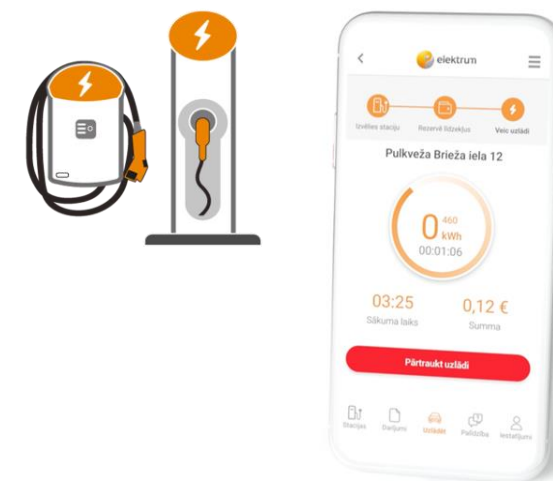 elektrum
Izvēlies staciju
Rezervē līdzekļus
Veic uzlādi
Pulkveža Brieža iela 12
0 460
kWh
00:01:06
03:25 0,12 €
Sākuma laiks Summa
Pārtraukt uzlādi
Stacijas Darījumi Uzlādēt Palīdzība Iestatījumi